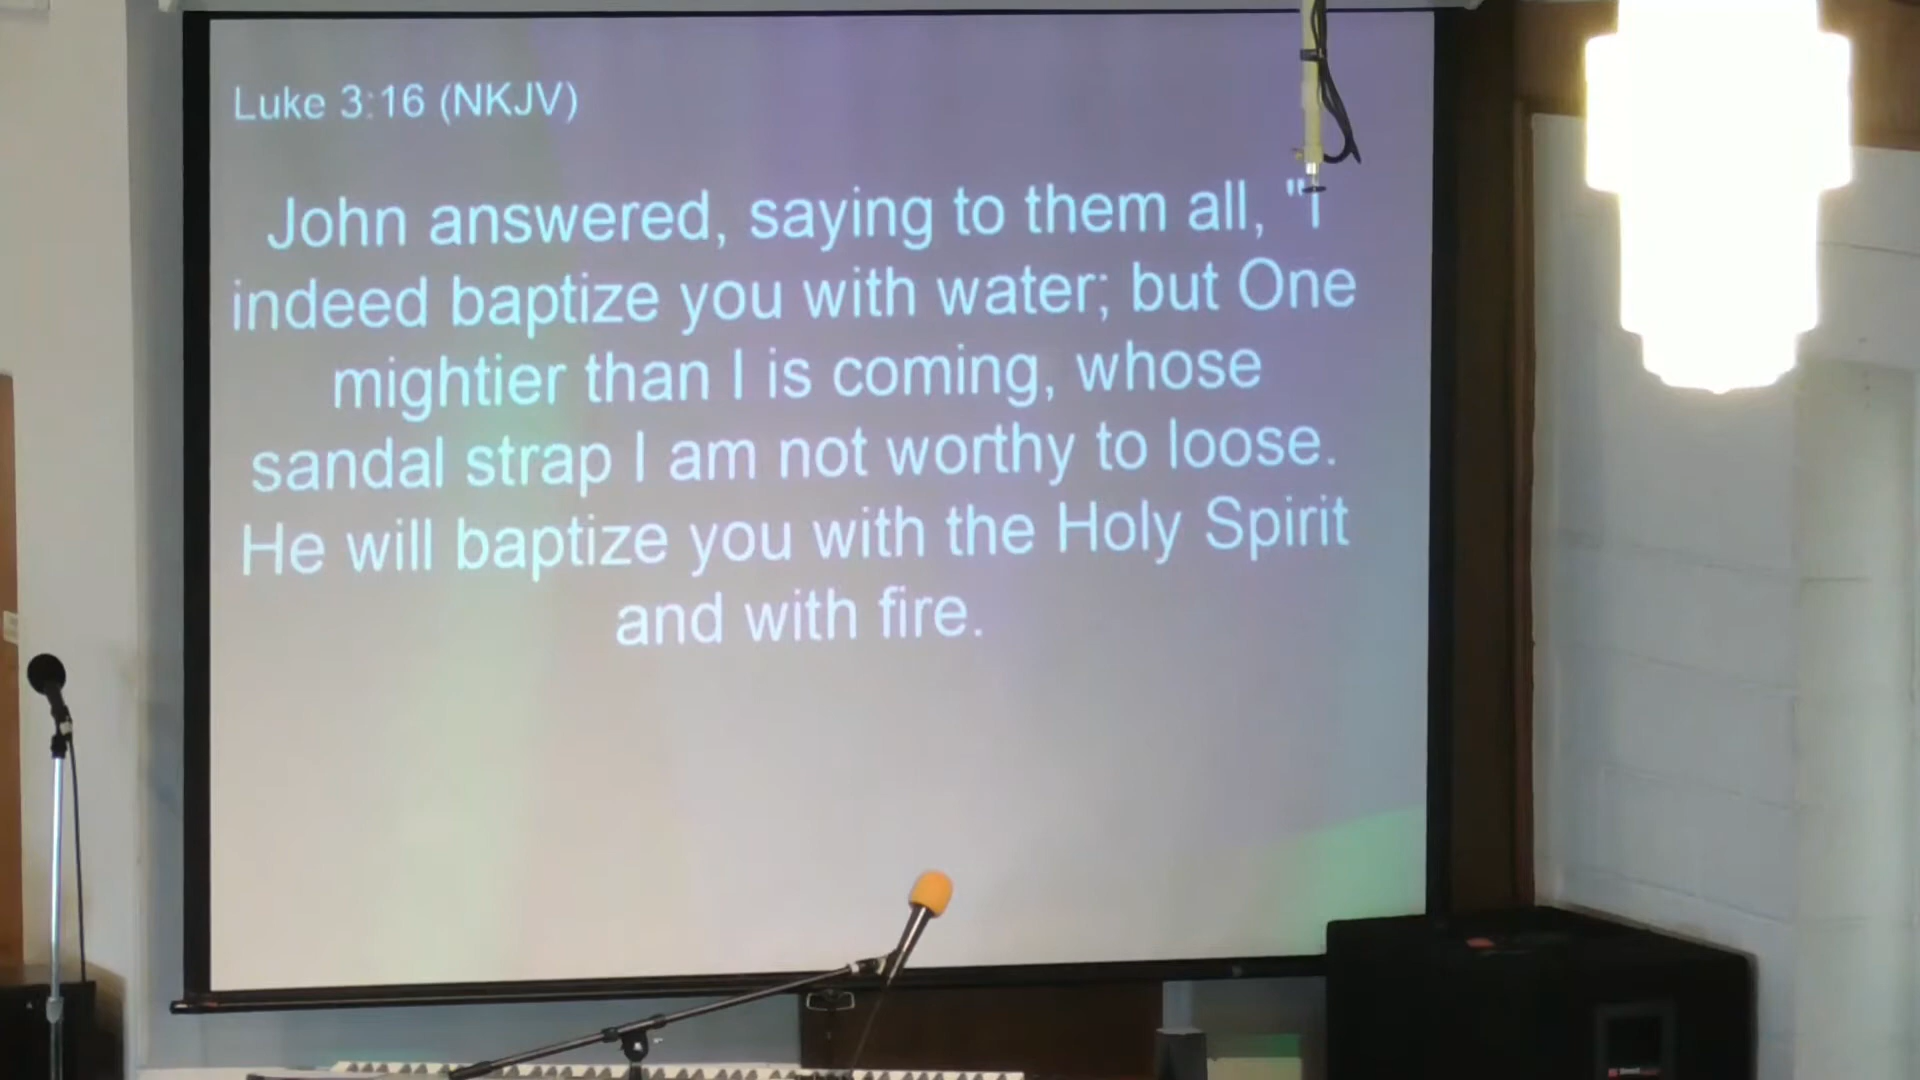 Luke 3:16 (NKJV)
John answered, saying to them all, "I
indeed baptize you with water; but One
mightier than I is coming, whose
sandal strap I am not worthy to loose.
He will baptize you with the Holy Spirit
and with fire.